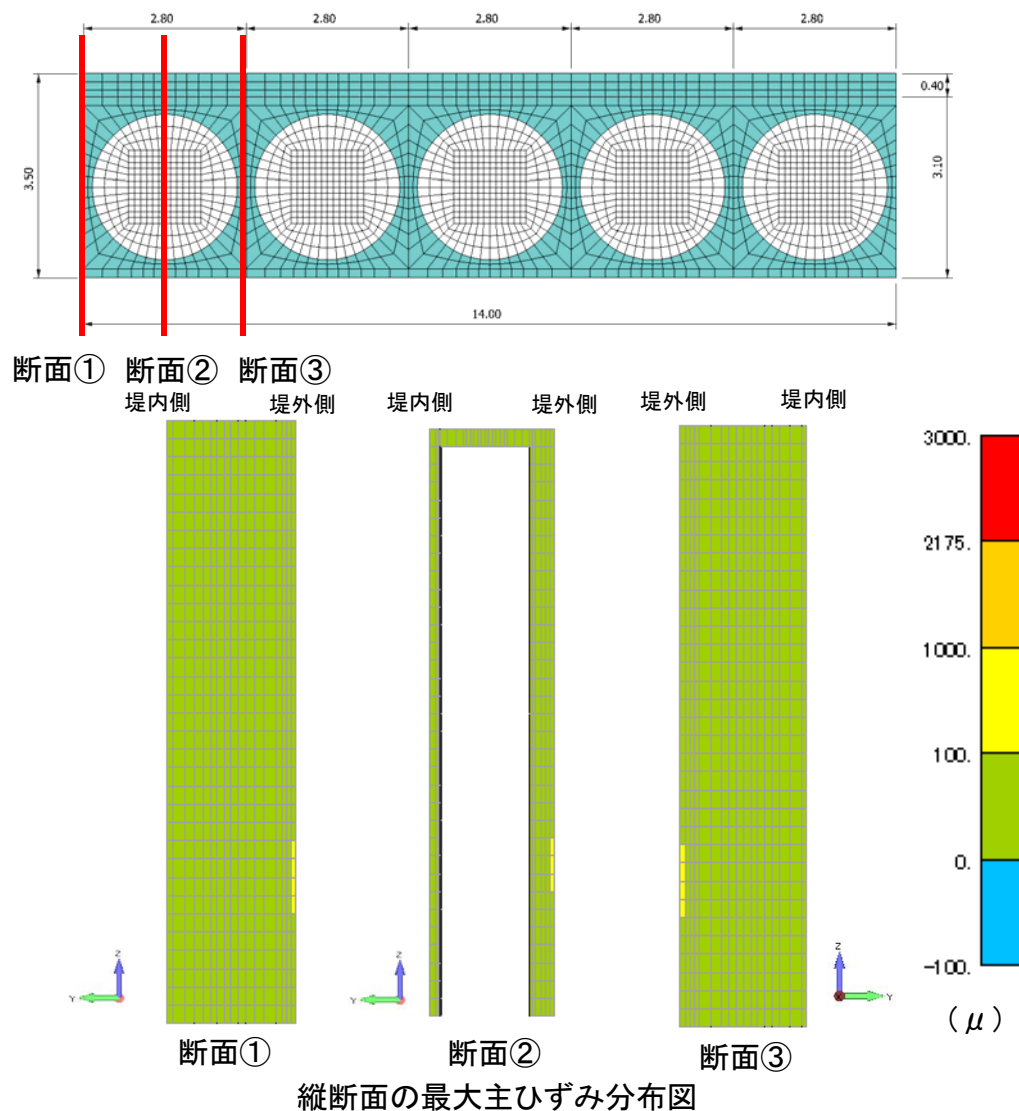 2.80 2.80 2.80 2.80 2.80
0.40
3.50
3.10
14.00
断面① 断面② 断面③
堤内側 堤外側 堤内側 堤外側 堤外側 堤内側
3000.
2175.
1000.
100.
0.
-100.
(μ)
Z Y
Z Y
Z X Y
断面① 断面② 断面③
縦断面の最大主ひずみ分布図